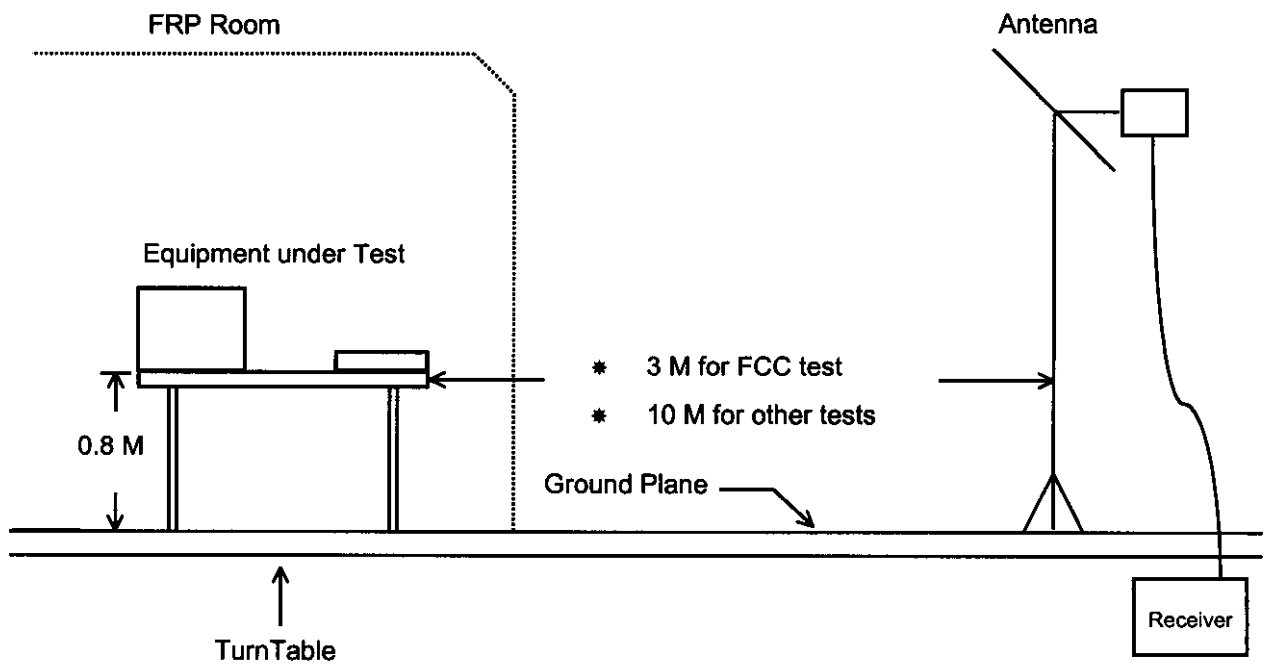 FRP Room
Antenna
Equipment under Test
* 3 M for FCC test
* 10 M for other tests
0.8 M
Ground Plane
Receiver
TurnTable